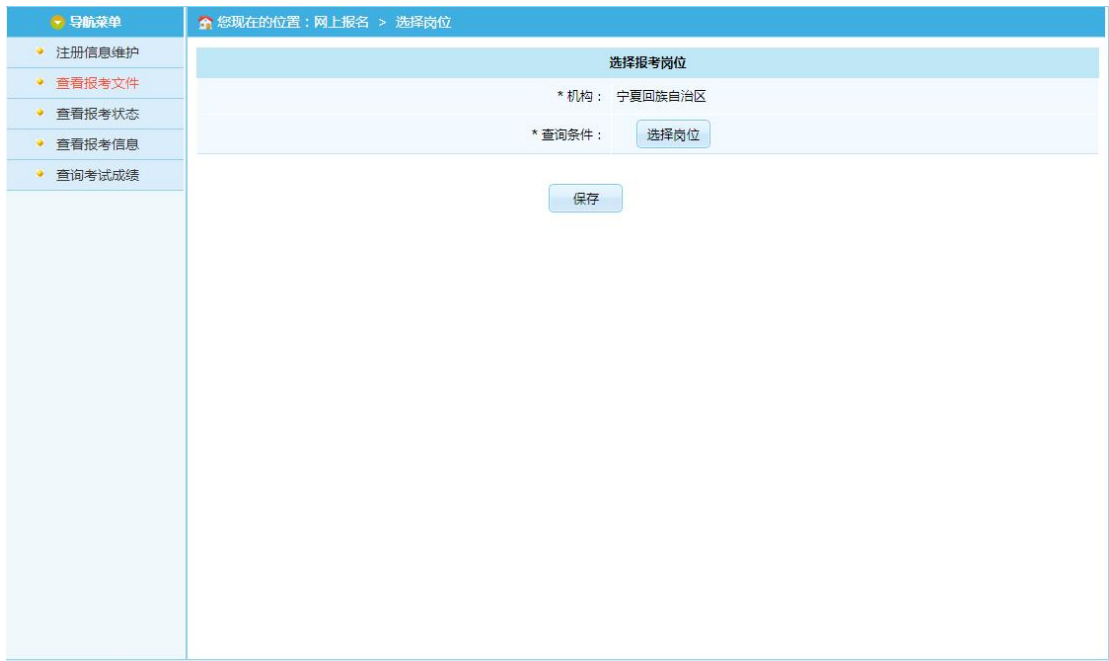 导航菜单
您现在的位置：网上报名 > 选择岗位
注册信息维护
查看报考文件
查看报考状态
查看报考信息
查询考试成绩
选择报考岗位
* 机构： 宁夏回族自治区
* 查询条件： 选择岗位
保存